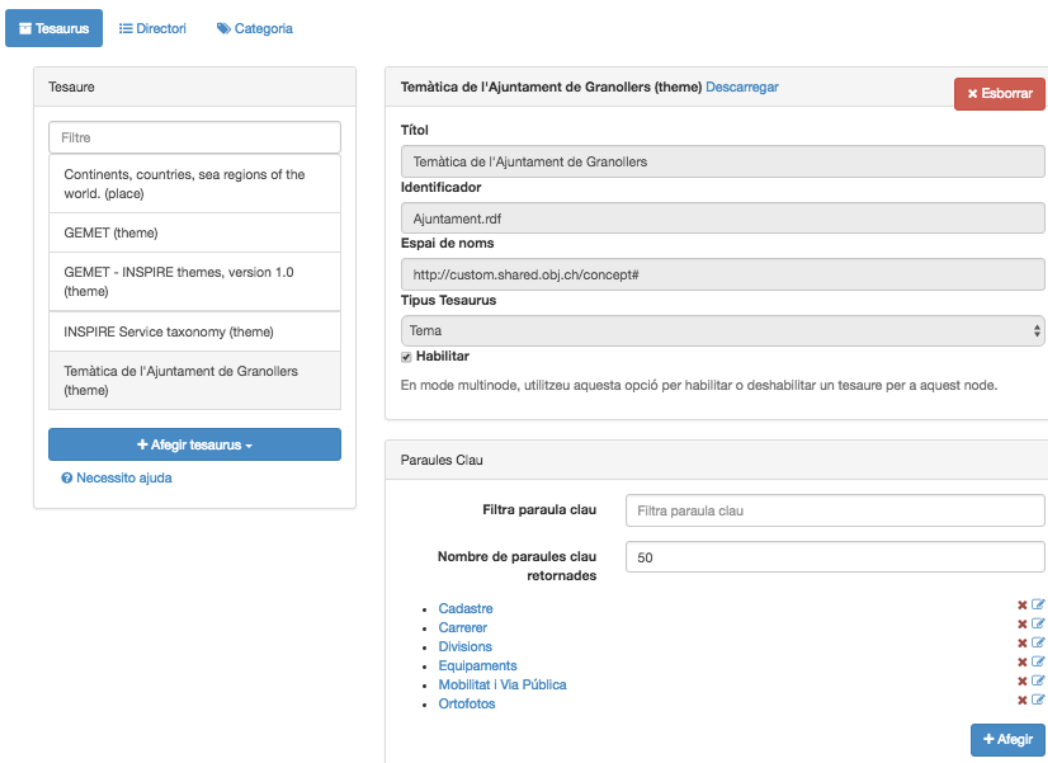 Tesaurus
Directori
Categoria
Tesaure
Filtre
Continents, countries, sea regions of the
world. (place)
GEMET (theme)
GEMET - INSPIRE themes, version 1.0
(theme)
INSPIRE Service taxonomy (theme)
Temàtica de l'Ajuntament de Granollers
(theme)
+ Afegir tesaurus
Necessito ajuda
Temàtica de l'Ajuntament de Granollers (theme) Descarregar
× Esborrar
Títol
Temàtica de l'Ajuntament de Granollers
Identificador
Ajuntament.rdf
Espai de noms
http://custom.shared.obj.ch/concept#
Tipus Tesaurus
Tema
Habilitar
En mode multinode, utilitzeu aquesta opció per habilitar o deshabilitar un tesaure per a aquest node.
Paraules Clau
Filtra paraula clau
Filtra paraula clau
Nombre de paraules clau
retornades
50
• Cadastre
• Carrerer
• Divisions
• Equipaments
• Mobilitat i Via Pública
• Ortofotos
+ Afegir